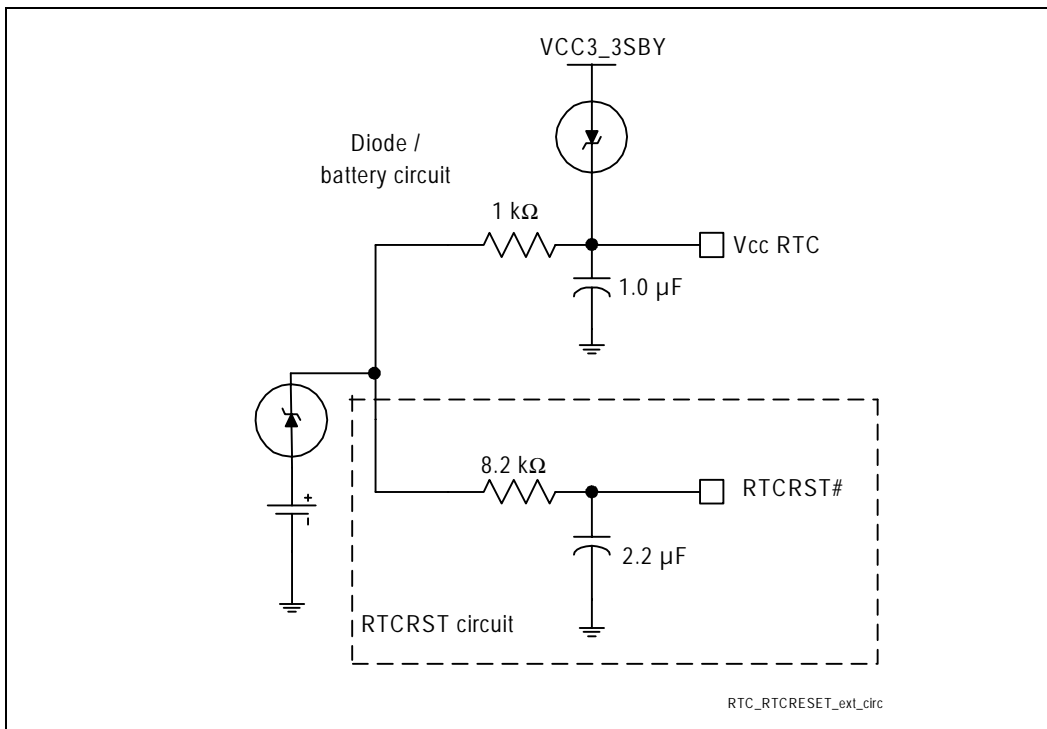 VCC3_3SBY
Diode /
battery circuit
1 kΩ
Vcc RTC
1.0 µF
8.2 kΩ
RTCRST#
+
-
2.2 µF
RTCRST circuit
RTC_RTCRESET_ext_circ